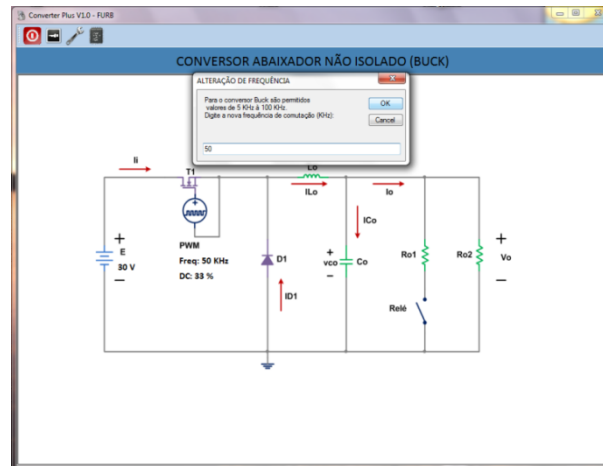 Converter Plus V1.0 - FURB
CONVERSOR ABAIXADOR NÃO ISOLADO (BUCK)
ALTERAÇÃO DE FREQUÊNCIA
Para o conversor Buck são permitidos
valores de 5 KHz à 100 KHz.
Digite a nova frequência de comutação (KHz):
OK
Cancel
50
Ii
T1
Lo
ILo
Io
ICo
+
E
30 V
PWM
Freq: 50 KHz
DC: 33 %
D1
ID1
+
vco
Co
Ro1
Relé
Ro2
+
Vo